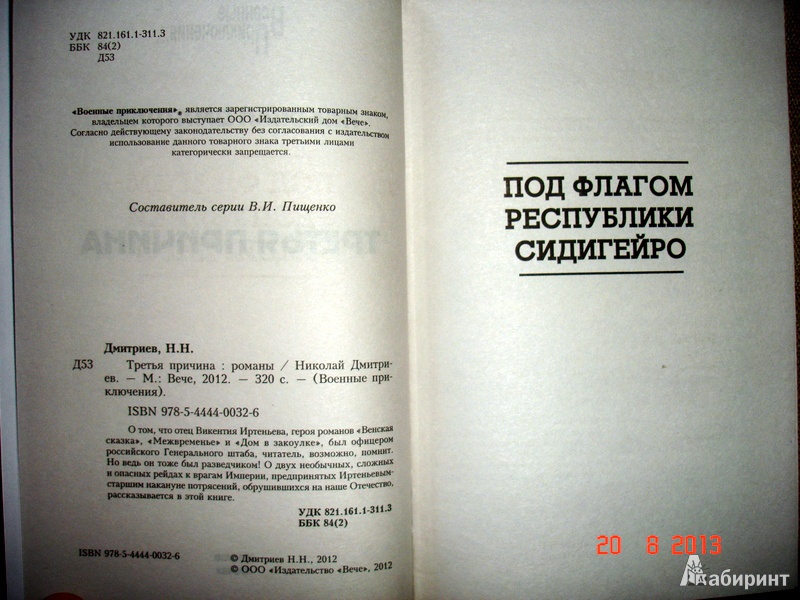 УДК 821.161.1-311.3
ББК 84(2)
Д53
«Военные приключения»® является зарегистрированным товарным знаком,
владельцем которого выступает ООО «Издательский дом «Вече».
Согласно действующему законодательству без согласования с издательством
использование данного товарного знака третьими лицами
категорически запрещается.
Составитель серии В.И. Пищенко
Дмитриев, Н.Н.
Д53 Третья причина : романы / Николай Дмитри-
ев. — М.: Вече, 2012. — 320 с. — (Военные при-
ключения).
ISBN 978-5-4444-0032-6
О том, что отец Викентия Иртеньева, героя романов «Венская
сказка», «Межвременье» и «Дом в закоулке», был офицером
российского Генерального штаба, читатель, возможно, помнит.
Но ведь он тоже был разведчиком! О двух необычных, сложных
и опасных рейдах к врагам Империи, предпринятых Иртеньевым-
старшим накануне потрясений, обрушившихся на наше Отечество,
рассказывается в этой книге.
УДК 821.161.1-311.3
ББК 84(2)
ISBN 978-5-4444-0032-6
© Дмитриев Н.Н., 2012
© ООО «Издательство «Вече», 2012
ПОД ФЛАГОМ
РЕСПУБЛИКИ
СИДИГЕЙРО
20 8 2013
Лабиринт